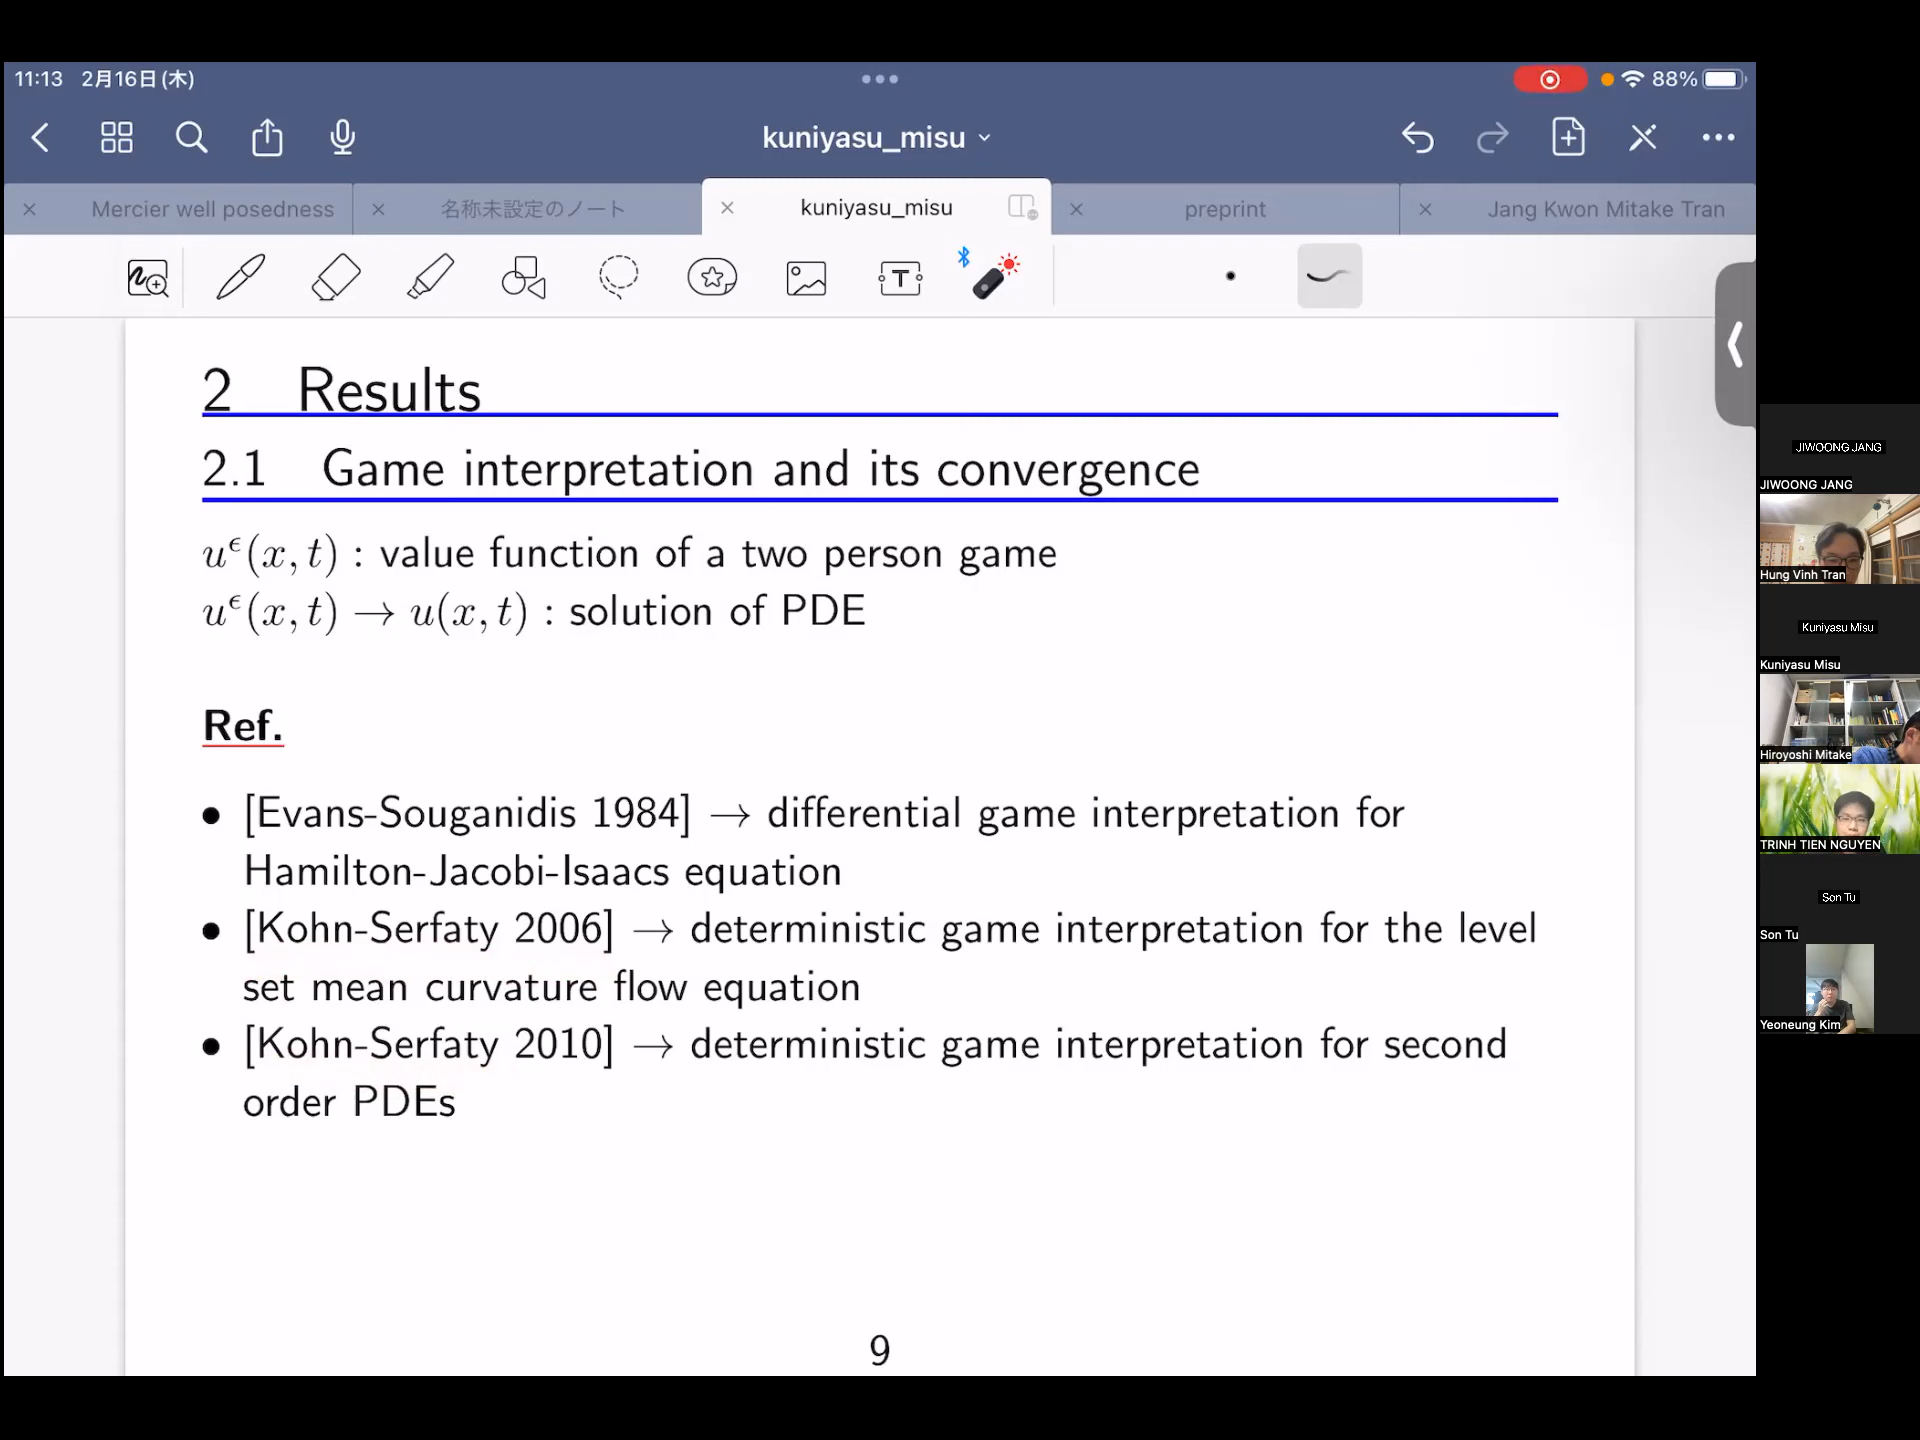 11:13 2月16日(木)
88%
kuniyasu_misu
Mercier well posedness
名称未設定のノート
kuniyasu_misu
preprint
Jang Kwon Mitake Tran
T
2 Results
2.1 Game interpretation and its convergence
u^ϵ(x, t) : value function of a two person game
u^ϵ(x, t) → u(x, t) : solution of PDE
Ref.
• [Evans-Souganidis 1984] → differential game interpretation for
Hamilton-Jacobi-Isaacs equation
• [Kohn-Serfaty 2006] → deterministic game interpretation for the level
set mean curvature flow equation
• [Kohn-Serfaty 2010] → deterministic game interpretation for second
order PDEs
9
JIWOONG JANG
JIWOONG JANG
Hung Vinh Tran
Kuniyasu Misu
Kuniyasu Misu
Hiroyoshi Mitake
TRINH TIEN NGUYEN
Son Tu
Son Tu
Yeoneung Kim